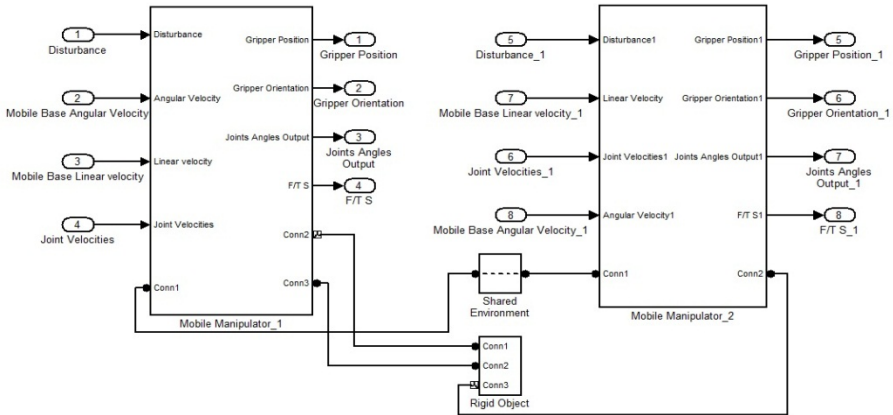 1
Disturbance
2
Mobile Base Angular Velocity
3
Mobile Base Linear velocity
4
Joint Velocities
Disturbance
Angular Velocity
Linear velocity
Joint Velocities
Conn1
Gripper Position
Gripper Orientation
Joints Angles Output
F/T S
Conn2
Conn3
Mobile Manipulator_1
1
Gripper Position
2
Gripper Orientation
3
Joints Angles
Output
4
F/T S
5
Disturbance_1
7
Mobile Base Linear velocity_1
6
Joint Velocities_1
8
Mobile Base Angular Velocity_1
Disturbance1
Linear Velocity
Joint Velocities1
Angular Velocity1
Conn1
Gripper Position1
Gripper Orientation1
Joints Angles Output1
F/T S1
Conn2
Mobile Manipulator_2
5
Gripper Position_1
6
Gripper Orientation_1
7
Joints Angles
Output_1
8
F/T S_1
Shared
Environment
Conn1
Conn2
Conn3
Rigid Object